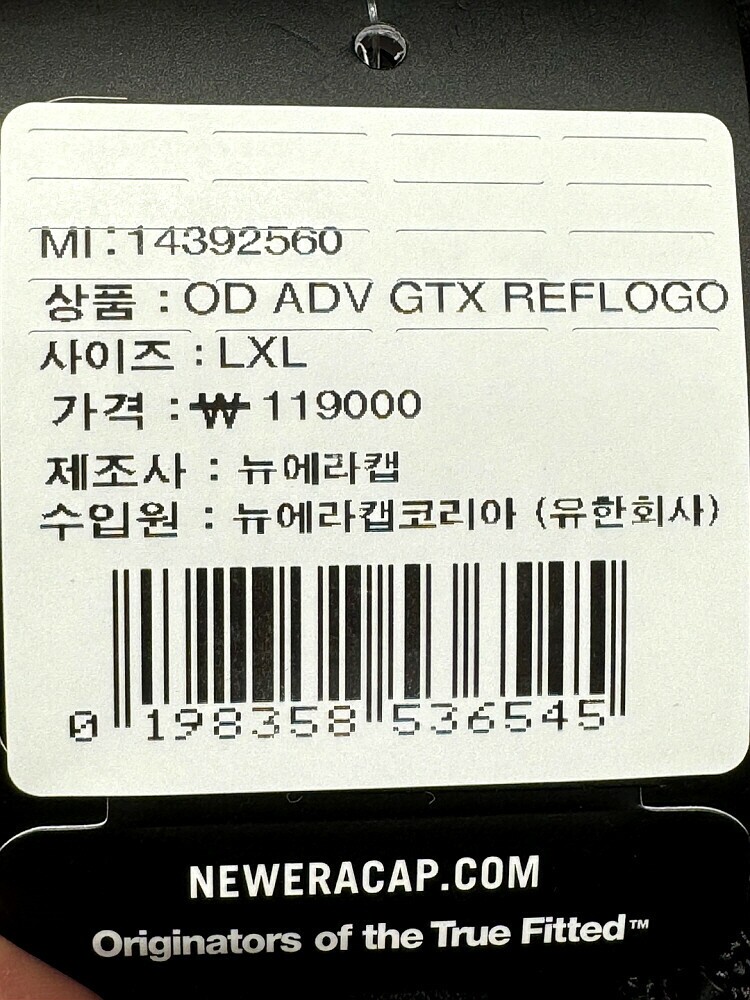 MI:14392560
상품 : OD ADV GTX REFLOGO
사이즈 : LXL
가격 : ₩ 119000
제조사 : 뉴에라캡
수입원 : 뉴에라캡코리아 (유한회사)
0 198358 536545
NEWERACAP.COM
Originators of the True Fitted™